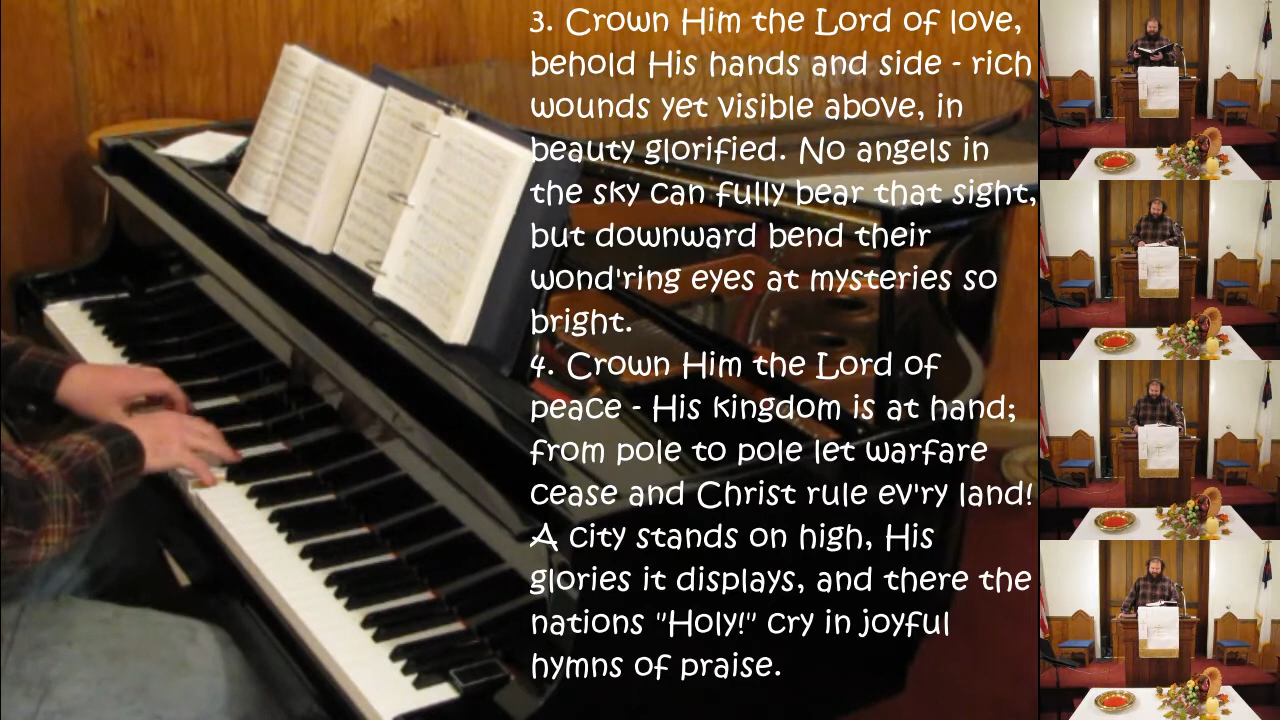 3. Crown Him the Lord of love,
behold His hands and side - rich
wounds yet visible above, in
beauty glorified. No angels in
the sky can fully bear that sight,
but downward bend their
wond'ring eyes at mysteries so
bright.
4. Crown Him the Lord of
peace - His kingdom is at hand;
from pole to pole let warfare
cease and Christ rule ev'ry land!
A city stands on high, His
glories it displays, and there the
nations "Holy!" cry in joyful
hymns of praise.